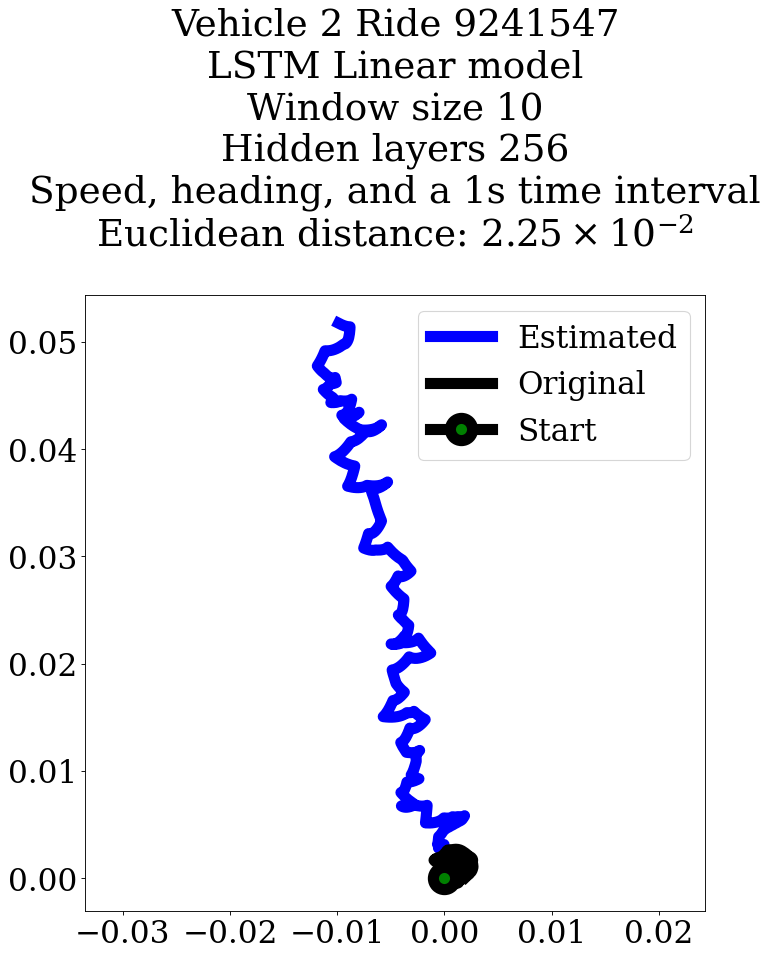 Vehicle 2 Ride 9241547
LSTM Linear model
Window size 10
Hidden layers 256
Speed, heading, and a 1s time interval
Euclidean distance: 2.25 × 10⁻²
Estimated
Original
Start
0.05
0.04
0.03
0.02
0.01
0.00
−0.03 −0.02 −0.01 0.00 0.01 0.02